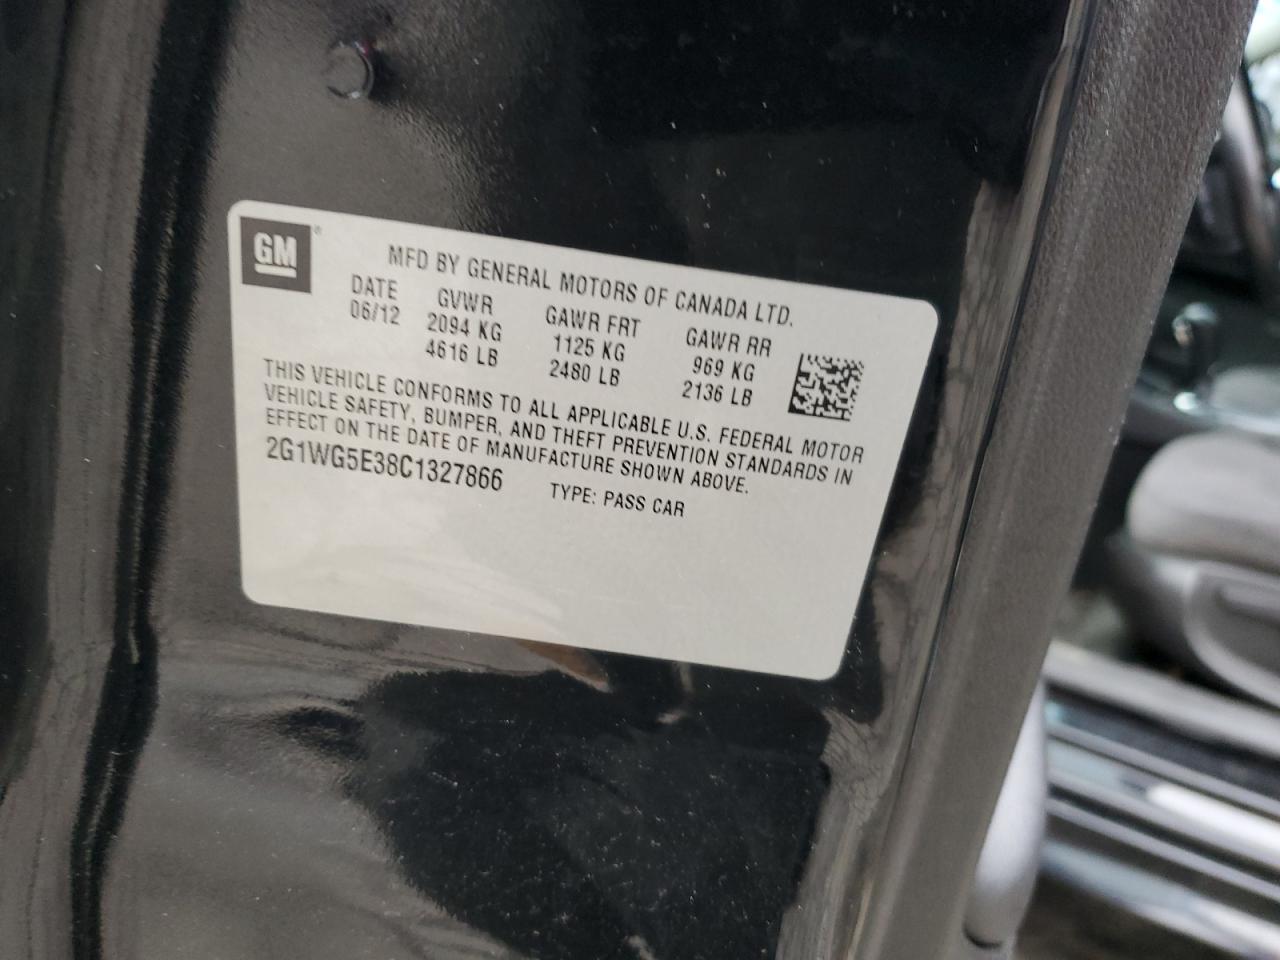 GM®
MFD BY GENERAL MOTORS OF CANADA LTD.
DATE GVWR GAWR FRT GAWR RR
06/12 2094 KG 1125 KG 969 KG
4616 LB 2480 LB 2136 LB
THIS VEHICLE CONFORMS TO ALL APPLICABLE U.S. FEDERAL MOTOR
VEHICLE SAFETY, BUMPER, AND THEFT PREVENTION STANDARDS IN
EFFECT ON THE DATE OF MANUFACTURE SHOWN ABOVE.
2G1WG5E38C1327866 TYPE: PASS CAR